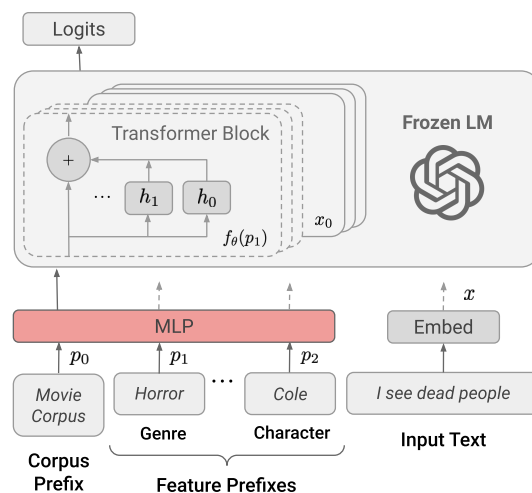 Logits
Transformer Block
Frozen LM
+
... h₁ h₀
x₀
f_θ(p₁)
MLP
x
Embed
p₀ p₁ p₂
Movie
Corpus
Horror ... Cole
I see dead people
Genre
Character
Input Text
Corpus
Prefix
Feature Prefixes